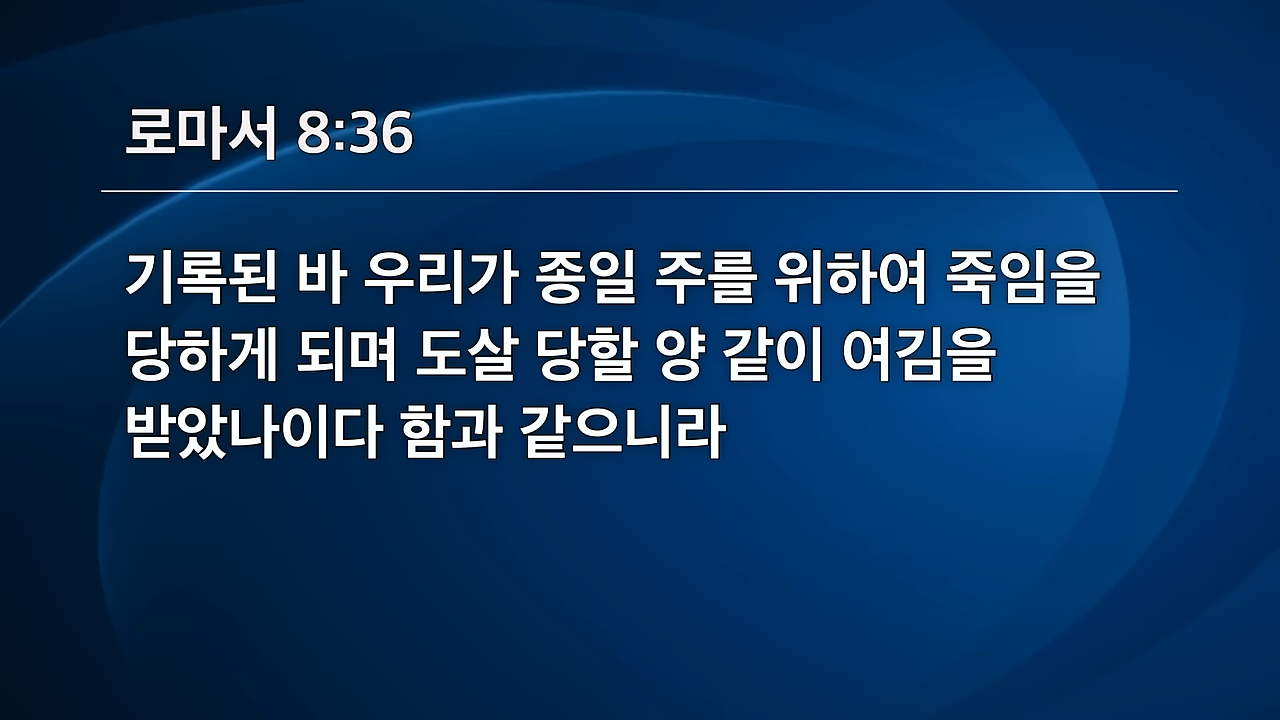 로마서 8:36
기록된 바 우리가 종일 주를 위하여 죽임을
당하게 되며 도살 당할 양 같이 여김을
받았나이다 함과 같으니라